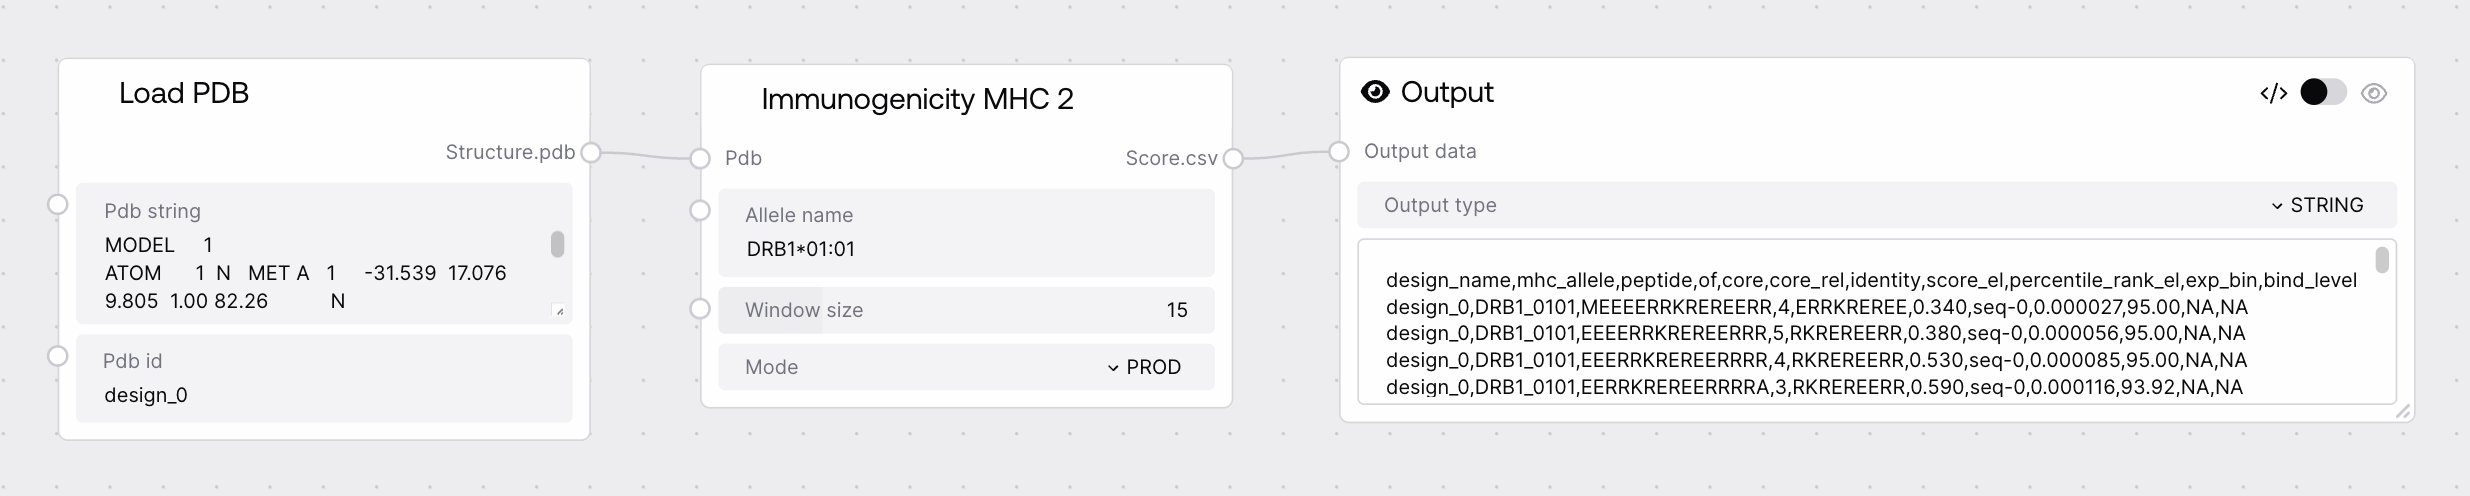 Load PDB
Structure.pdb
Pdb string
MODEL 1
ATOM 1 N MET A 1 -31.539 17.076
9.805 1.00 82.26 N
Pdb id
design_0
Immunogenicity MHC 2
Pdb
Score.csv
Allele name
DRB1*01:01
Window size 15
Mode PROD
Output
</>
Output data
Output type STRING
design_name,mhc_allele,peptide,of,core,core_rel,identity,score_el,percentile_rank_el,exp_bin,bind_level
design_0,DRB1_0101,MEEEERRKREREERR,4,ERRKREREE,0.340,seq-0,0.000027,95.00,NA,NA
design_0,DRB1_0101,EEEERRKREREERRR,5,RKREREERR,0.380,seq-0,0.000056,95.00,NA,NA
design_0,DRB1_0101,EEERRKREREERRRR,4,RKREREERR,0.530,seq-0,0.000085,95.00,NA,NA
design_0,DRB1_0101,EERRKREREERRRRA,3,RKREREERR,0.590,seq-0,0.000116,93.92,NA,NA